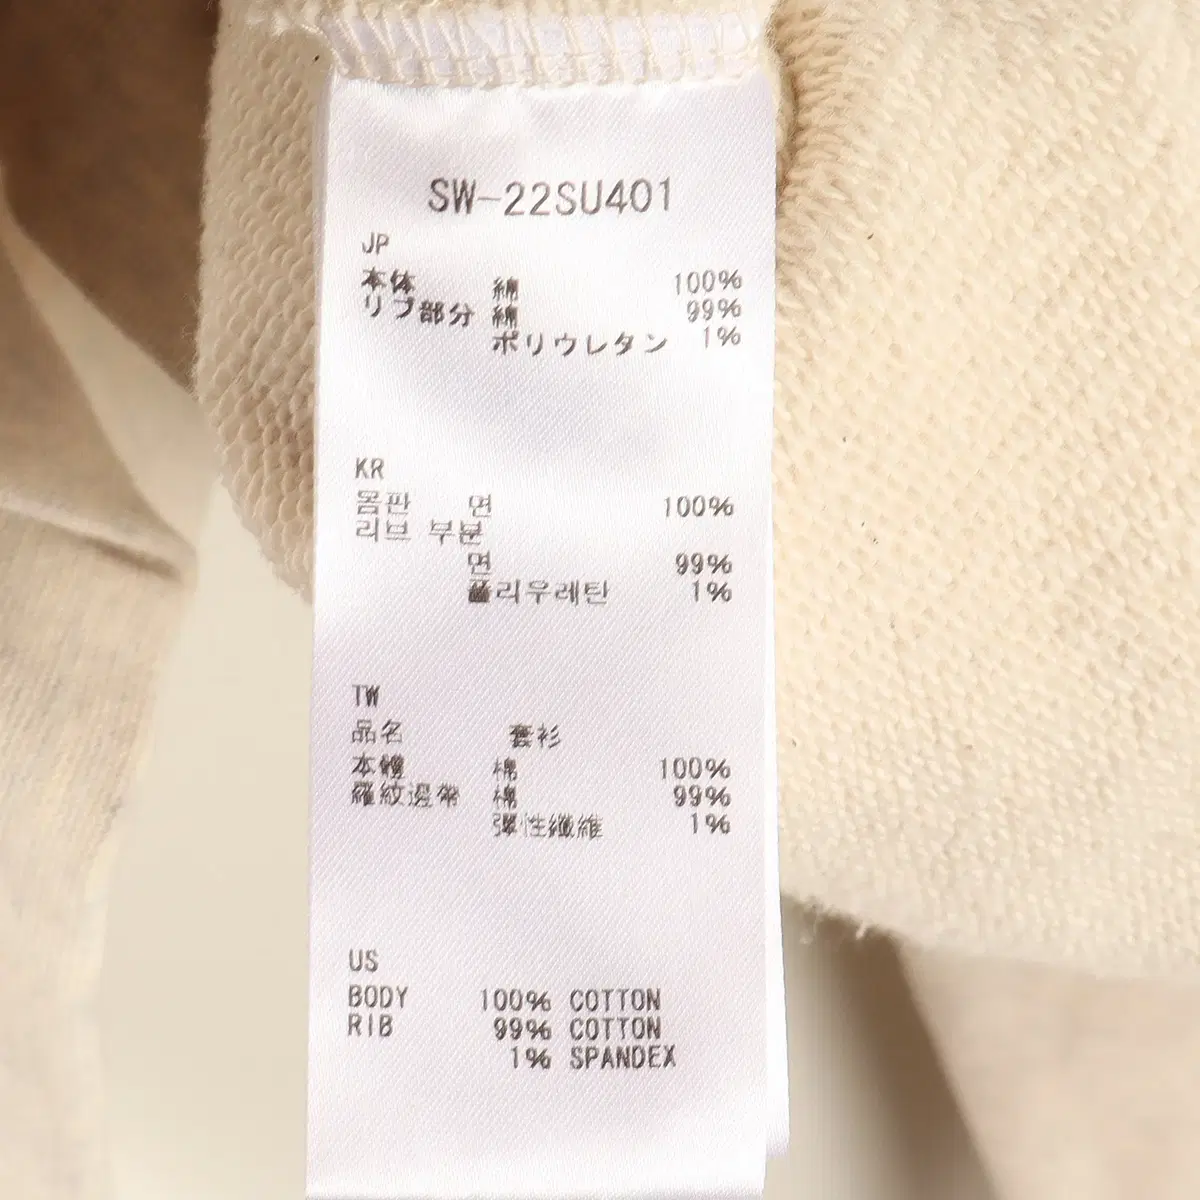 SW-22SU401
JP
本体 綿 100%
リブ部分 綿 99%
ポリウレタン 1%
KR
몸판 면 100%
리브 부분
면 99%
폴리우레탄 1%
TW
品名 套衫
本體 棉 100%
羅紋邊帶 棉 99%
彈性纖維 1%
US
BODY 100% COTTON
RIB 99% COTTON
1% SPANDEX